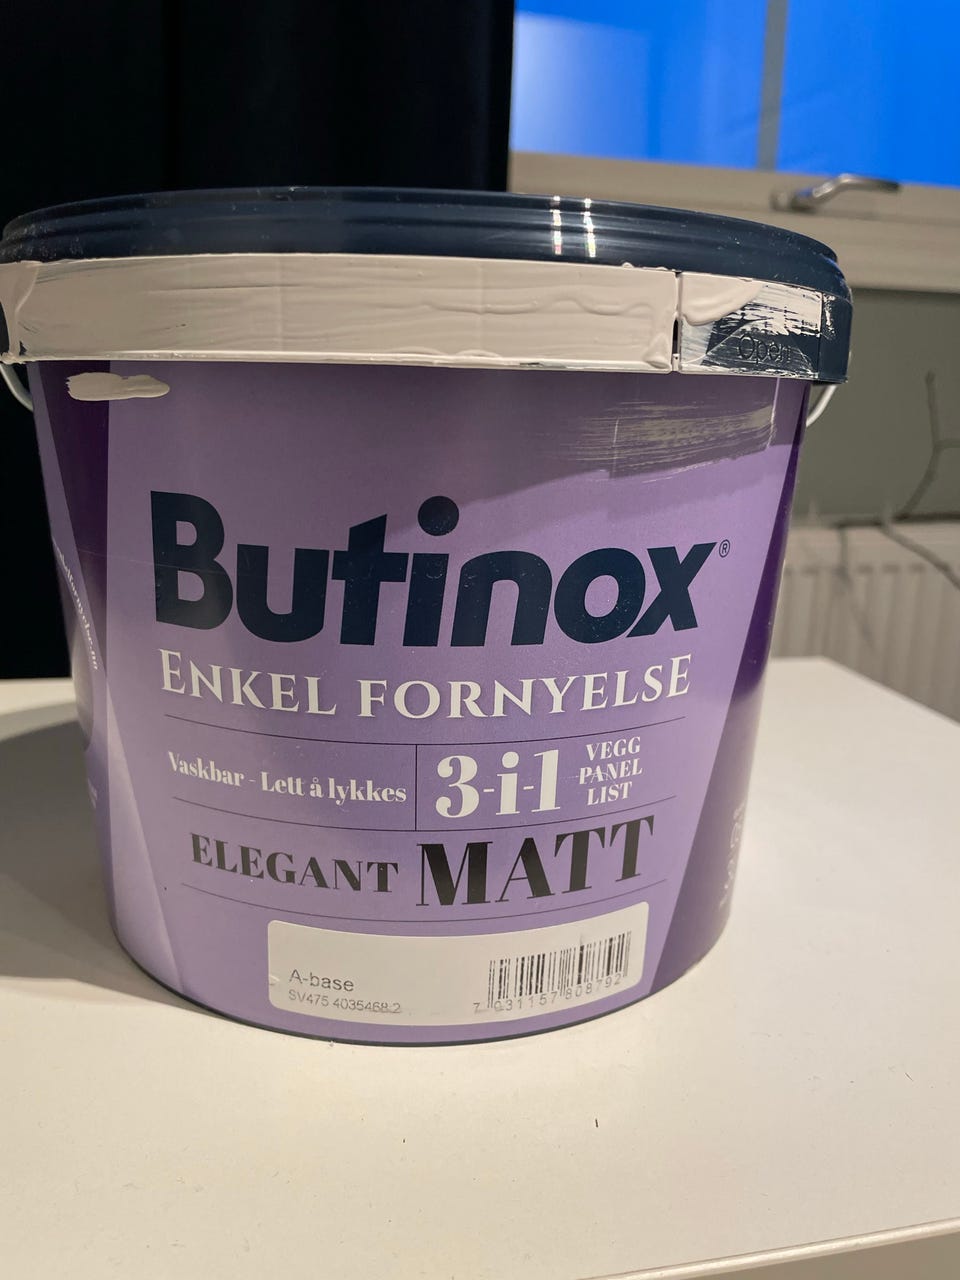 Open
Butinox®
ENKEL FORNYELSE
Vaskbar - Lett å lykkes
3-i-1
VEGG
PANEL
LIST
ELEGANT MATT
A-base
SV475 4035468-2
7 031157 808792